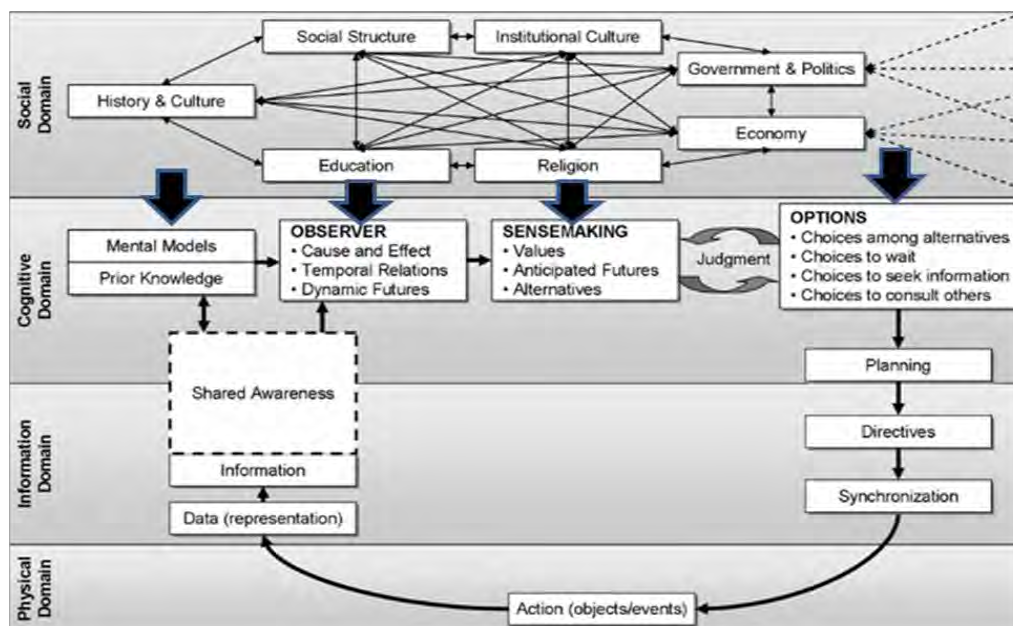 Social
Domain
Social Structure
Institutional Culture
Government & Politics
History & Culture
Economy
Education
Religion
Cognitive
Domain
Mental Models
Prior Knowledge
OBSERVER
• Cause and Effect
• Temporal Relations
• Dynamic Futures
SENSEMAKING
• Values
• Anticipated Futures
• Alternatives
Judgment
OPTIONS
• Choices among alternatives
• Choices to wait
• Choices to seek information
• Choices to consult others
Planning
Shared Awareness
Information
Domain
Directives
Information
Synchronization
Data (representation)
Physical
Domain
Action (objects/events)